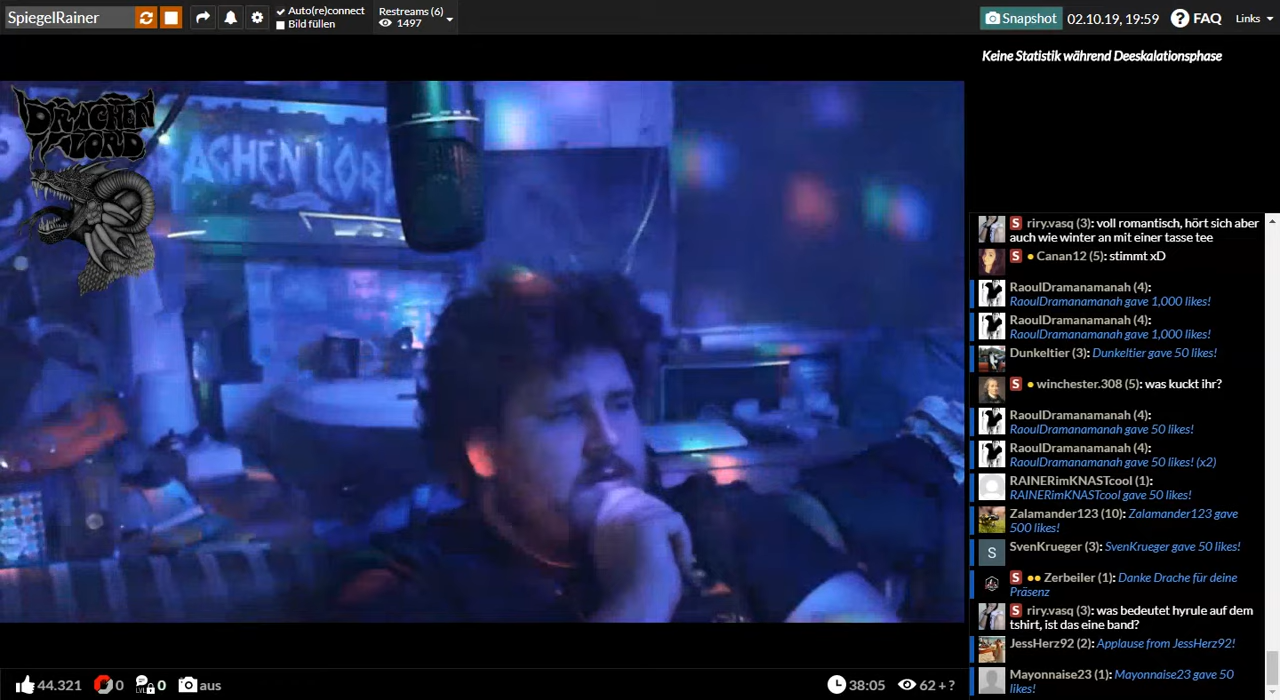 SpiegelRainer
Auto(re)connect
Bild füllen
Restreams (6)
1497
Snapshot
02.10.19, 19:59
FAQ
Links
Keine Statistik während Deeskalationsphase
DRACHEN
LORD
RACHEN LORD
S riry.vasq (3): voll romantisch, hört sich aber
auch wie winter an mit einer tasse tee
S Canan12 (5): stimmt xD
RaoulDramanamanah (4):
RaoulDramanamanah gave 1,000 likes!
RaoulDramanamanah (4):
RaoulDramanamanah gave 1,000 likes!
Dunkeltier (3): Dunkeltier gave 50 likes!
S winchester.308 (5): was kuckt ihr?
RaoulDramanamanah (4):
RaoulDramanamanah gave 50 likes!
RaoulDramanamanah (4):
RaoulDramanamanah gave 50 likes! (x2)
RAINERimKNASTcool (1):
RAINERimKNASTcool gave 50 likes!
Zalamander123 (10): Zalamander123 gave
500 likes!
S SvenKrueger (3): SvenKrueger gave 50 likes!
S Zerbeiler (1): Danke Drache für deine
Präsenz
S riry.vasq (3): was bedeutet hyrule auf dem
tshirt, ist das eine band?
JessHerz92 (2): Applause from JessHerz92!
Mayonnaise23 (1): Mayonnaise23 gave 50
likes!
44.321
0
LVL
0
aus
38:05
62 + ?